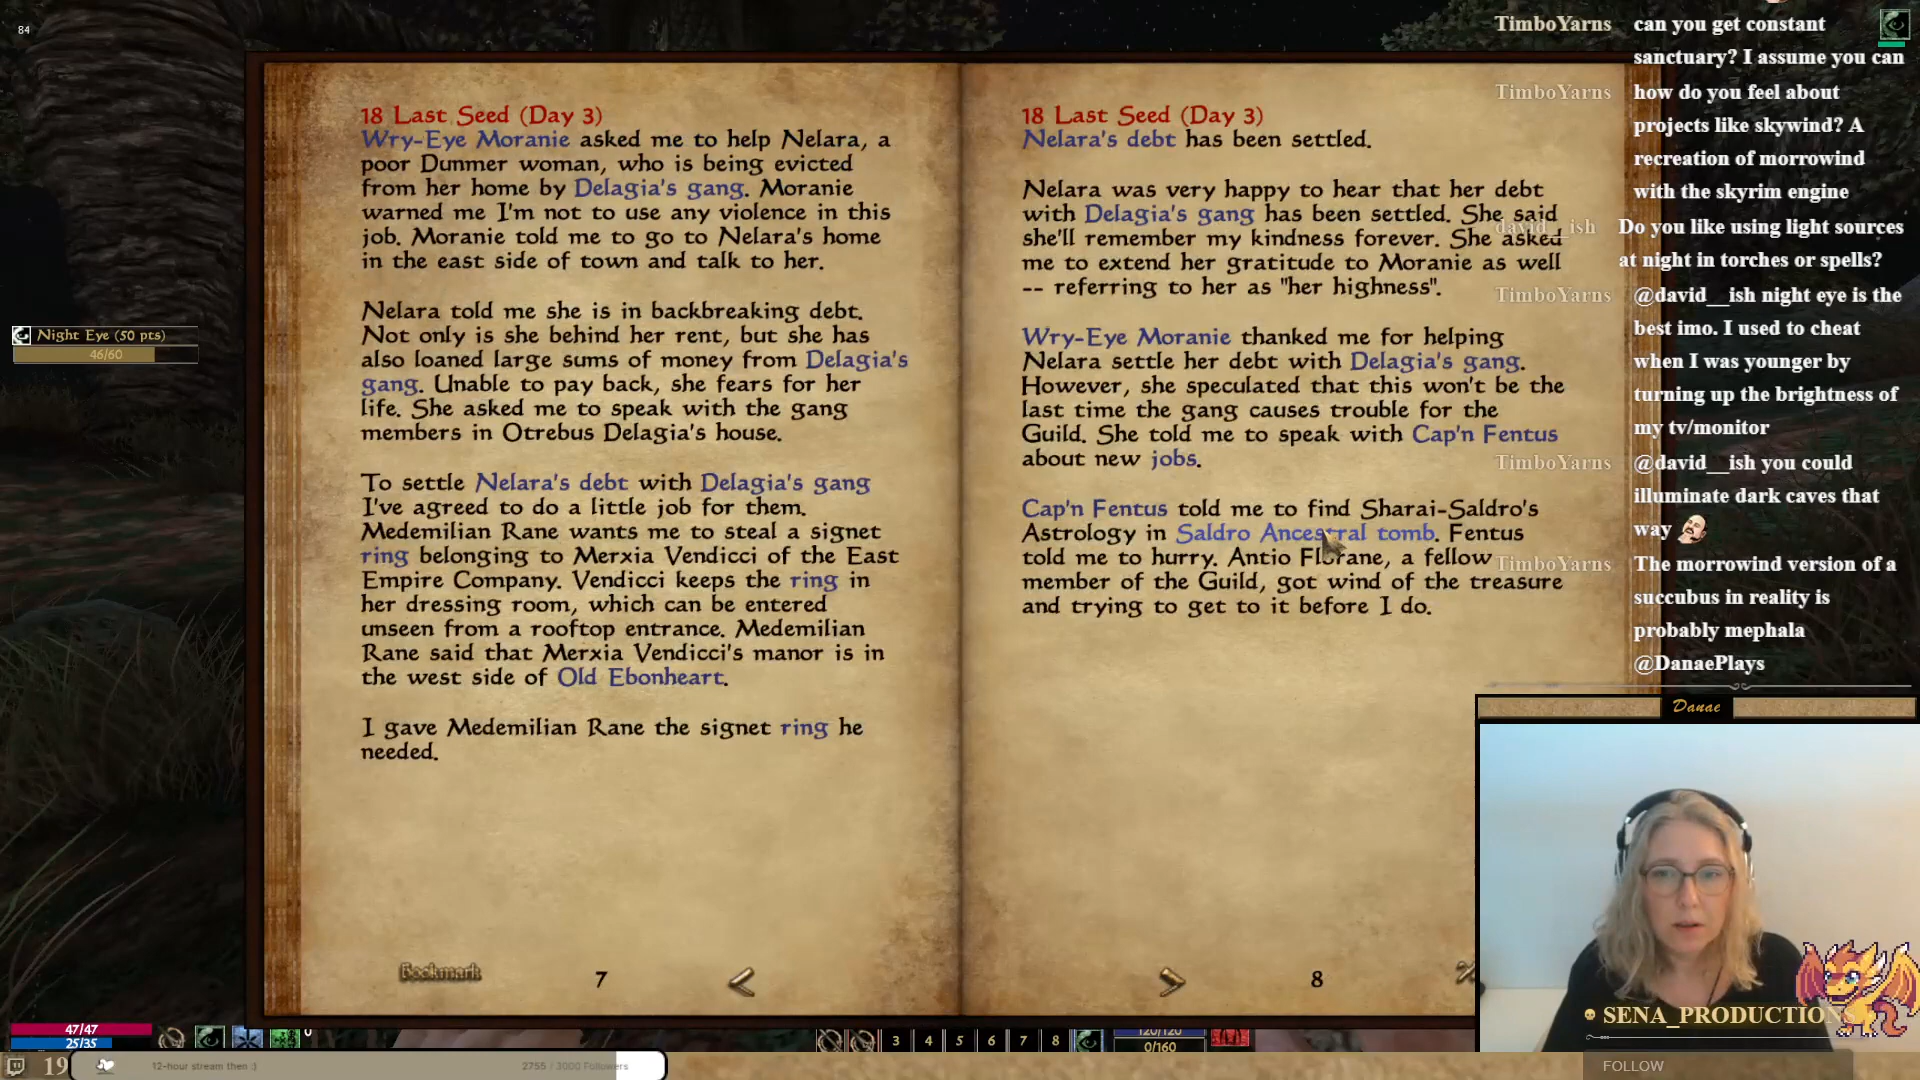 84
18 Last Seed (Day 3)
Wry-Eye Moranie asked me to help Nelara, a
poor Dunmer woman, who is being evicted
from her home by Delagia's gang. Moranie
warned me I'm not to use any violence in this
job. Moranie told me to go to Nelara's home
in the east side of town and talk to her.
Nelara told me she is in backbreaking debt.
Not only is she behind her rent, but she has
also loaned large sums of money from Delagia's
gang. Unable to pay back, she fears for her
life. She asked me to speak with the gang
members in Otrebus Delagia's house.
To settle Nelara's debt with Delagia's gang
I've agreed to do a little job for them.
Medemilian Rane wants me to steal a signet
ring belonging to Merxia Vendicci of the East
Empire Company. Vendicci keeps the ring in
her dressing room, which can be entered
unseen from a rooftop entrance. Medemilian
Rane said that Merxia Vendicci's manor is in
the west side of Old Ebonheart.
I gave Medemilian Rane the signet ring he
needed.
Bookmark
7
18 Last Seed (Day 3)
Nelara's debt has been settled.
Nelara was very happy to hear that her debt
with Delagia's gang has been settled. She said
she'll remember my kindness forever. She asked
me to extend her gratitude to Moranie as well
-- referring to her as "her highness".
Wry-Eye Moranie thanked me for helping
Nelara settle her debt with Delagia's gang.
However, she speculated that this won't be the
last time the gang causes trouble for the
Guild. She told me to speak with Cap'n Fentus
about new jobs.
Cap'n Fentus told me to find Sharai-Saldro's
Astrology in Saldro Ancestral tomb. Fentus
told me to hurry. Antio Florane, a fellow
member of the Guild, got wind of the treasure
and trying to get to it before I do.
8
Night Eye (50 pts)
46/60
TimboYarns can you get constant
sanctuary? I assume you can
TimboYarns how do you feel about
projects like skywind? A
recreation of morrowind
with the skyrim engine
david__ish Do you like using light sources
at night in torches or spells?
TimboYarns @david__ish night eye is the
best imo. I used to cheat
when I was younger by
turning up the brightness of
my tv/monitor
TimboYarns @david__ish you could
illuminate dark caves that
way
TimboYarns The morrowind version of a
succubus in reality is
probably mephala
@DanaePlays
Danae
SENA_PRODUCTION
FOLLOW
47/47
25/35
0
3 4 5 6 7 8
120/120
0/160
19
12-hour stream then :)
2755 / 3000 Followers